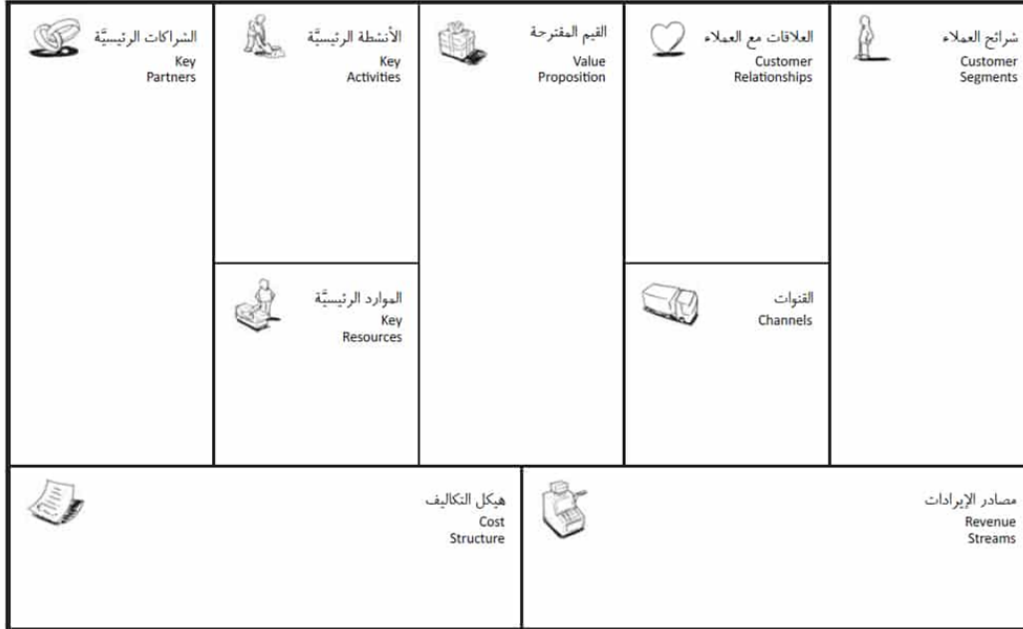 الشراكات الرئيسيَّة
Key
Partners
الأنشطة الرئيسيَّة
Key
Activities
القيم المقترحة
Value
Proposition
العلاقات مع العملاء
Customer
Relationships
شرائح العملاء
Customer
Segments
الموارد الرئيسيَّة
Key
Resources
القنوات
Channels
هيكل التكاليف
Cost
Structure
مصادر الإيرادات
Revenue
Streams